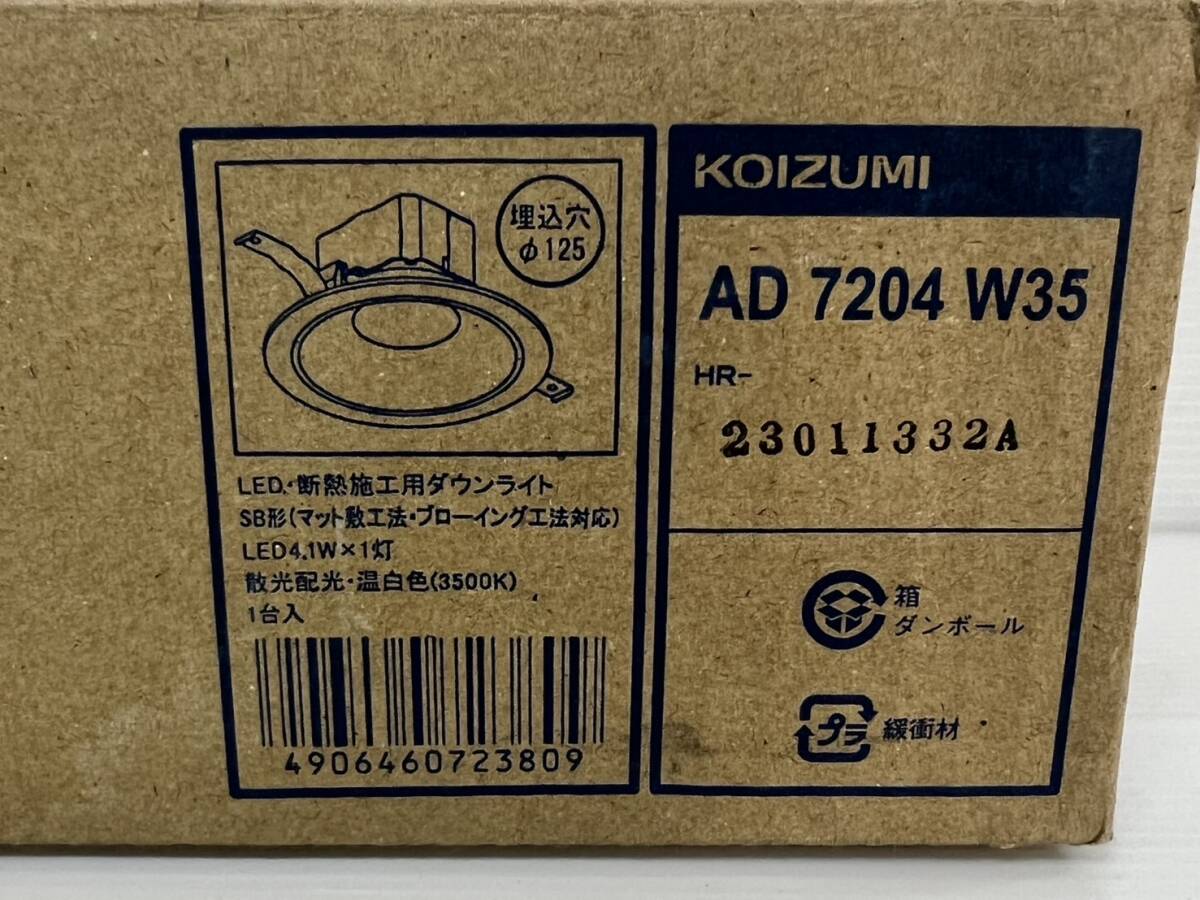 埋込穴
φ125
LED・断熱施工用ダウンライト
SB形(マット敷工法・ブローイング工法対応)
LED4.1W×1灯
散光配光・温白色(3500K)
1台入
4906460723809
KOIZUMI
AD 7204 W35
HR-
23011332A
箱
ダンボール
プラ
緩衝材